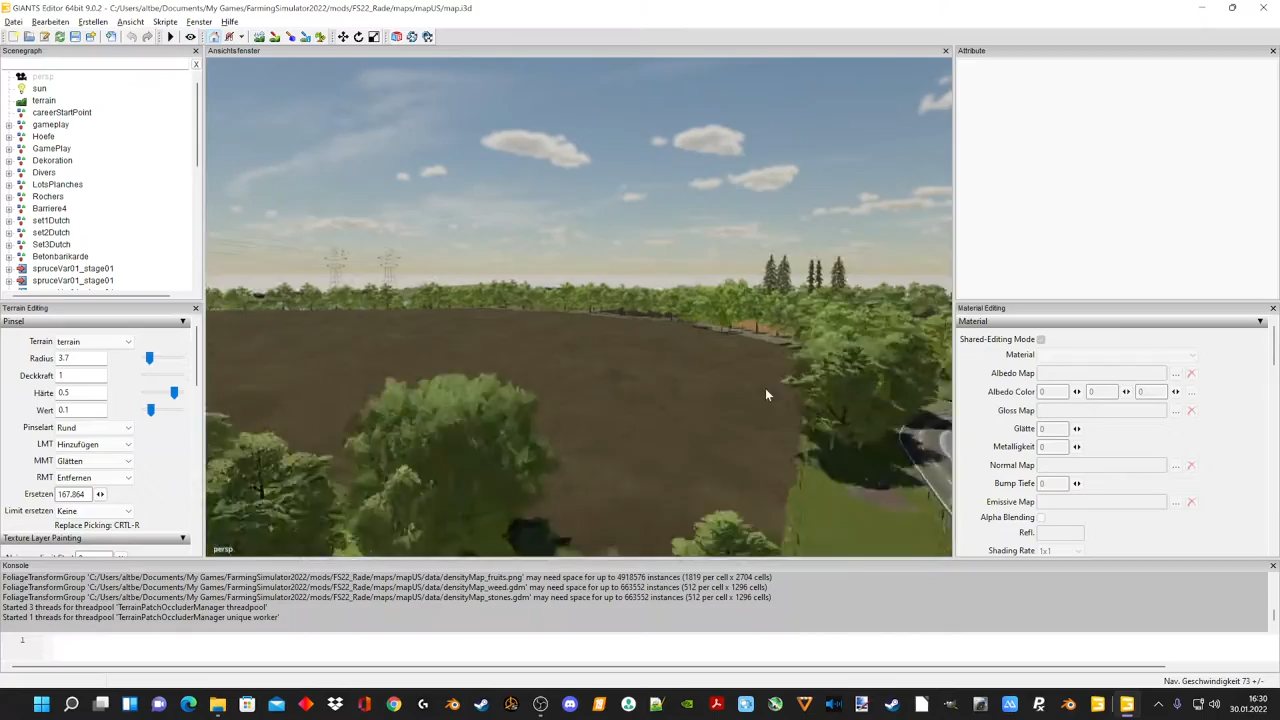 GIANTS Editor 64bit 9.0.2 - C:/Users/altbe/Documents/My Games/FarmingSimulator2022/mods/FS22_Rade/maps/mapUS/map.i3d
Datei Bearbeiten Erstellen Ansicht Skripte Fenster Hilfe
Scenegraph
X
persp
sun
terrain
careerStartPoint
gameplay
Hoefe
GamePlay
Dekoration
Divers
LotsPlanches
Rochers
Barriere4
set1Dutch
set2Dutch
Set3Dutch
Betonbankarde
spruceVar01_stage01
spruceVar01_stage01
Terrain Editing
Pinsel
Terrain terrain
Radius 3.7
Deckkraft 1
Härte 0.5
Wert 0.1
Pinselart Rund
LMT Hinzufügen
MMT Glätten
RMT Entfernen
Ersetzen 167.864
Limit ersetzen Keine
Replace Picking: CRTL-R
Texture Layer Painting
Ansichtsfenster
persp
Attribute
Material Editing
Material
Shared-Editing Mode
Material
Albedo Map ...
Albedo Color 0 0 0 ...
Gloss Map ...
Glätte 0
Metalligkeit 0
Normal Map ...
Bump Tiefe 0
Emissive Map ...
Alpha Blending
Refl.
Shading Rate 1x1
Konsole
FoliageTransformGroup 'C:/Users/altbe/Documents/My Games/FarmingSimulator2022/mods/FS22_Rade/maps/mapUS/data/densityMap_fruits.png' may need space for up to 4918576 instances (1819 per cell x 2704 cells)
FoliageTransformGroup 'C:/Users/altbe/Documents/My Games/FarmingSimulator2022/mods/FS22_Rade/maps/mapUS/data/densityMap_weed.gdm' may need space for up to 663552 instances (512 per cell x 1296 cells)
FoliageTransformGroup 'C:/Users/altbe/Documents/My Games/FarmingSimulator2022/mods/FS22_Rade/maps/mapUS/data/densityMap_stones.gdm' may need space for up to 663552 instances (512 per cell x 1296 cells)
Started 3 threads for threadpool 'TerrainPatchOccluderManager threadpool'
Started 1 threads for threadpool 'TerrainPatchOccluderManager unique worker'
1
Nav. Geschwindigkeit 73 +/-
16:30
30.01.2022